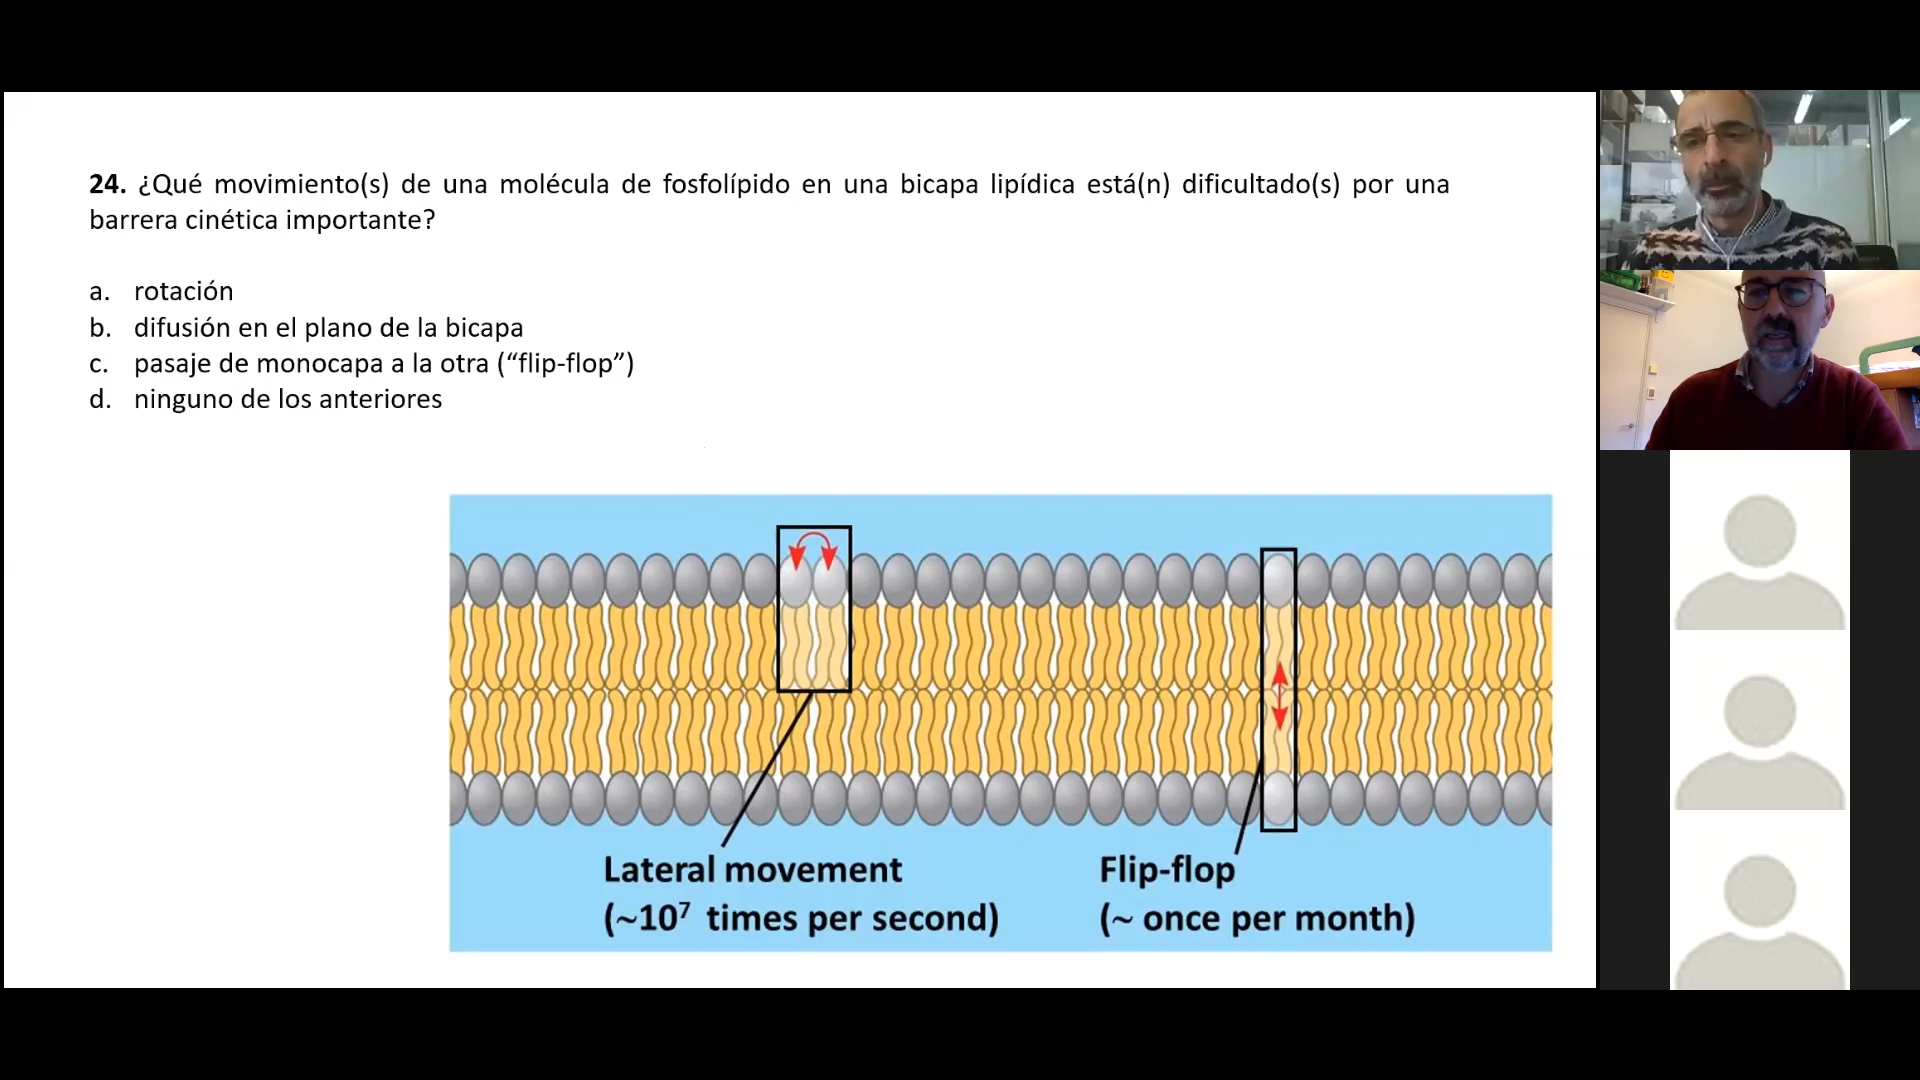 24. ¿Qué movimiento(s) de una molécula de fosfolípido en una bicapa lipídica está(n) dificultado(s) por una
barrera cinética importante?
a. rotación
b. difusión en el plano de la bicapa
c. pasaje de monocapa a la otra (“flip-flop”)
d. ninguno de los anteriores
Lateral movement
(~10⁷ times per second)
Flip-flop
(~ once per month)